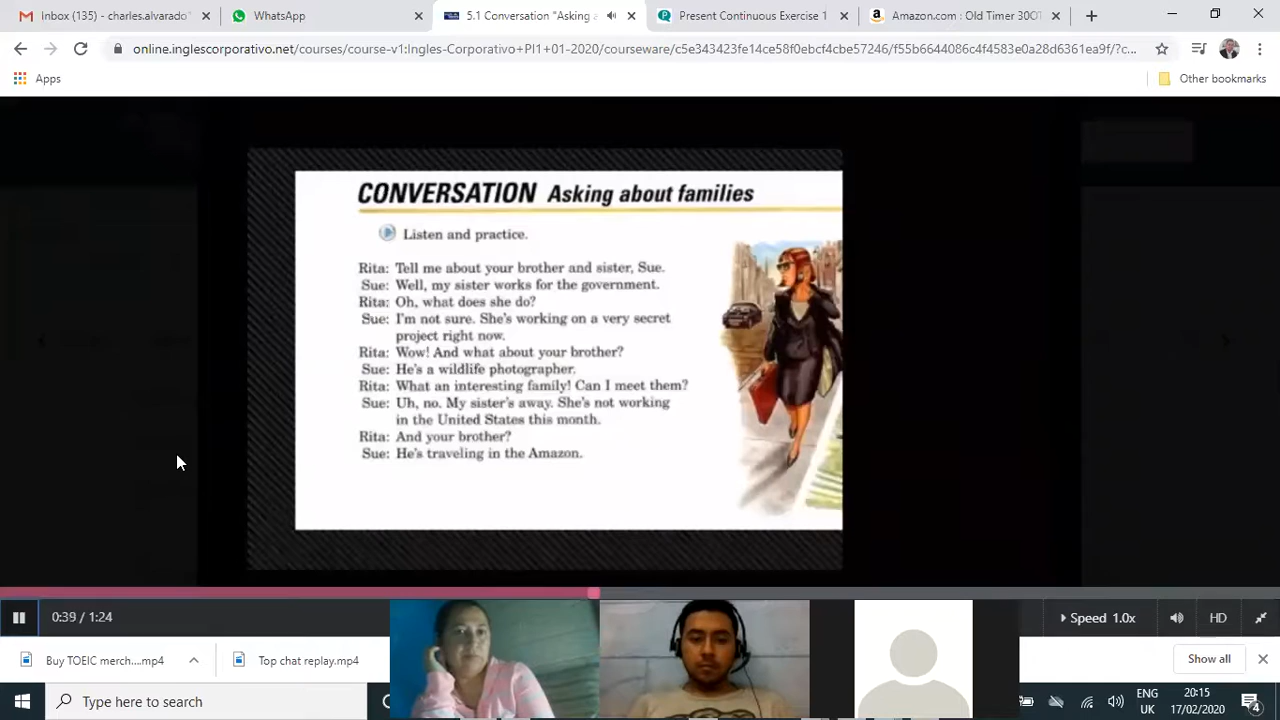 Inbox (135) - charles.alvarado
WhatsApp
5.1 Conversation "Asking a
Present Continuous Exercise 1
Amazon.com : Old Timer 30OT
online.inglescorporativo.net/courses/course-v1:Ingles-Corporativo+PI1+01-2020/courseware/c5e343423fe14ce58f0ebcf4cbe57246/f55b6644086c4f4583e0a28d6361ea9f/?c...
Apps
Other bookmarks
CONVERSATION Asking about families
Listen and practice.
Rita: Tell me about your brother and sister, Sue.
Sue: Well, my sister works for the government.
Rita: Oh, what does she do?
Sue: I'm not sure. She's working on a very secret
project right now.
Rita: Wow! And what about your brother?
Sue: He's a wildlife photographer.
Rita: What an interesting family! Can I meet them?
Sue: Uh, no. My sister's away. She's not working
in the United States this month.
Rita: And your brother?
Sue: He's traveling in the Amazon.
0:39 / 1:24
Speed 1.0x
HD
Buy TOEIC merch....mp4
Top chat replay.mp4
Show all
Type here to search
ENG
UK
20:15
17/02/2020
4